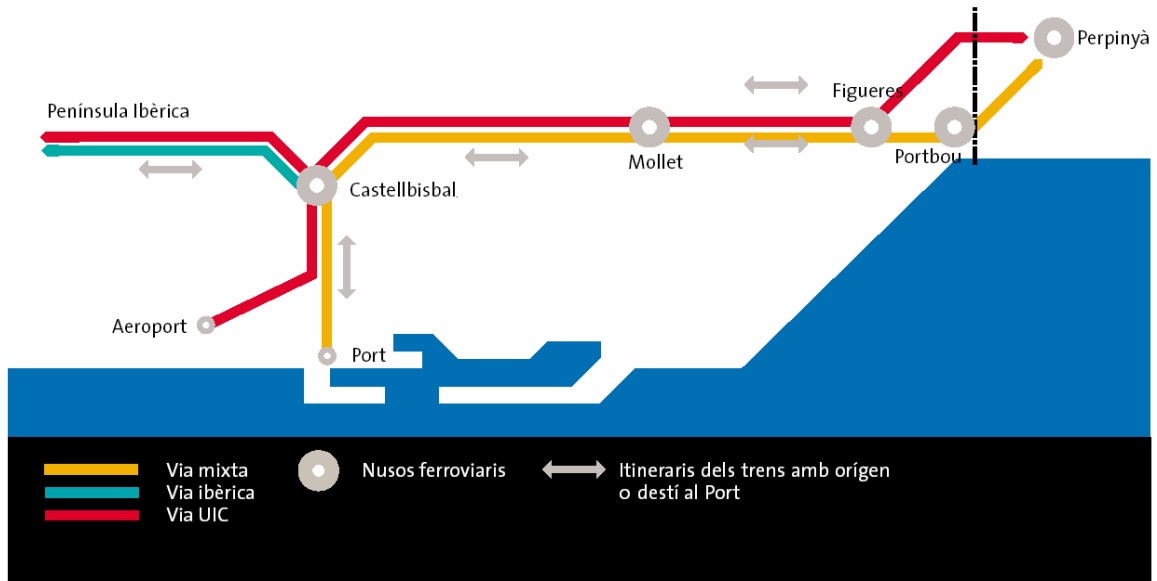 Perpinyà
Figueres
Península Ibèrica
Mollet
Portbou
Castellbisbal
Aeroport
Port
Via mixta
Via ibèrica
Via UIC
Nusos ferroviaris
Itineraris dels trens amb orígen
o destí al Port